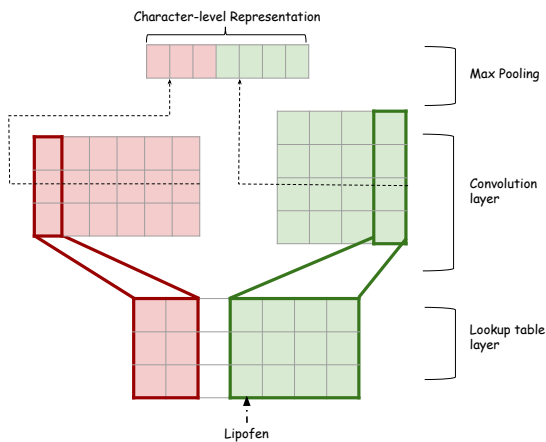 Character-level Representation
Max Pooling
Convolution
layer
Lookup table
layer
Lipofen